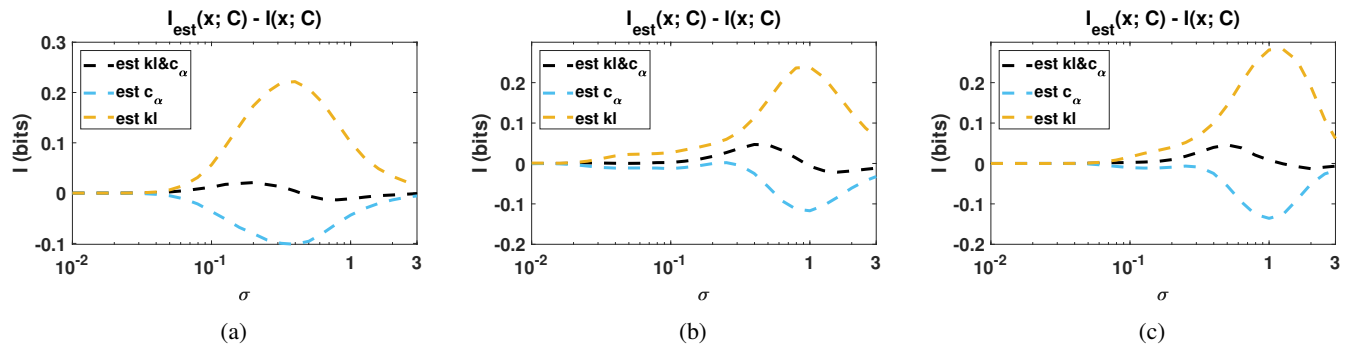 I_est(x; C) - I(x; C)
0.3
0.2
0.1
0
-0.1
I (bits)
est kl&c_α
est c_α
est kl
10^-2
10^-1
1
3
σ
(a)
I_est(x; C) - I(x; C)
0.2
0.1
0
-0.1
-0.2
I (bits)
est kl&c_α
est c_α
est kl
10^-2
10^-1
1
3
σ
(b)
I_est(x; C) - I(x; C)
0.2
0.1
0
-0.1
-0.2
I (bits)
est kl&c_α
est c_α
est kl
10^-2
10^-1
1
3
σ
(c)